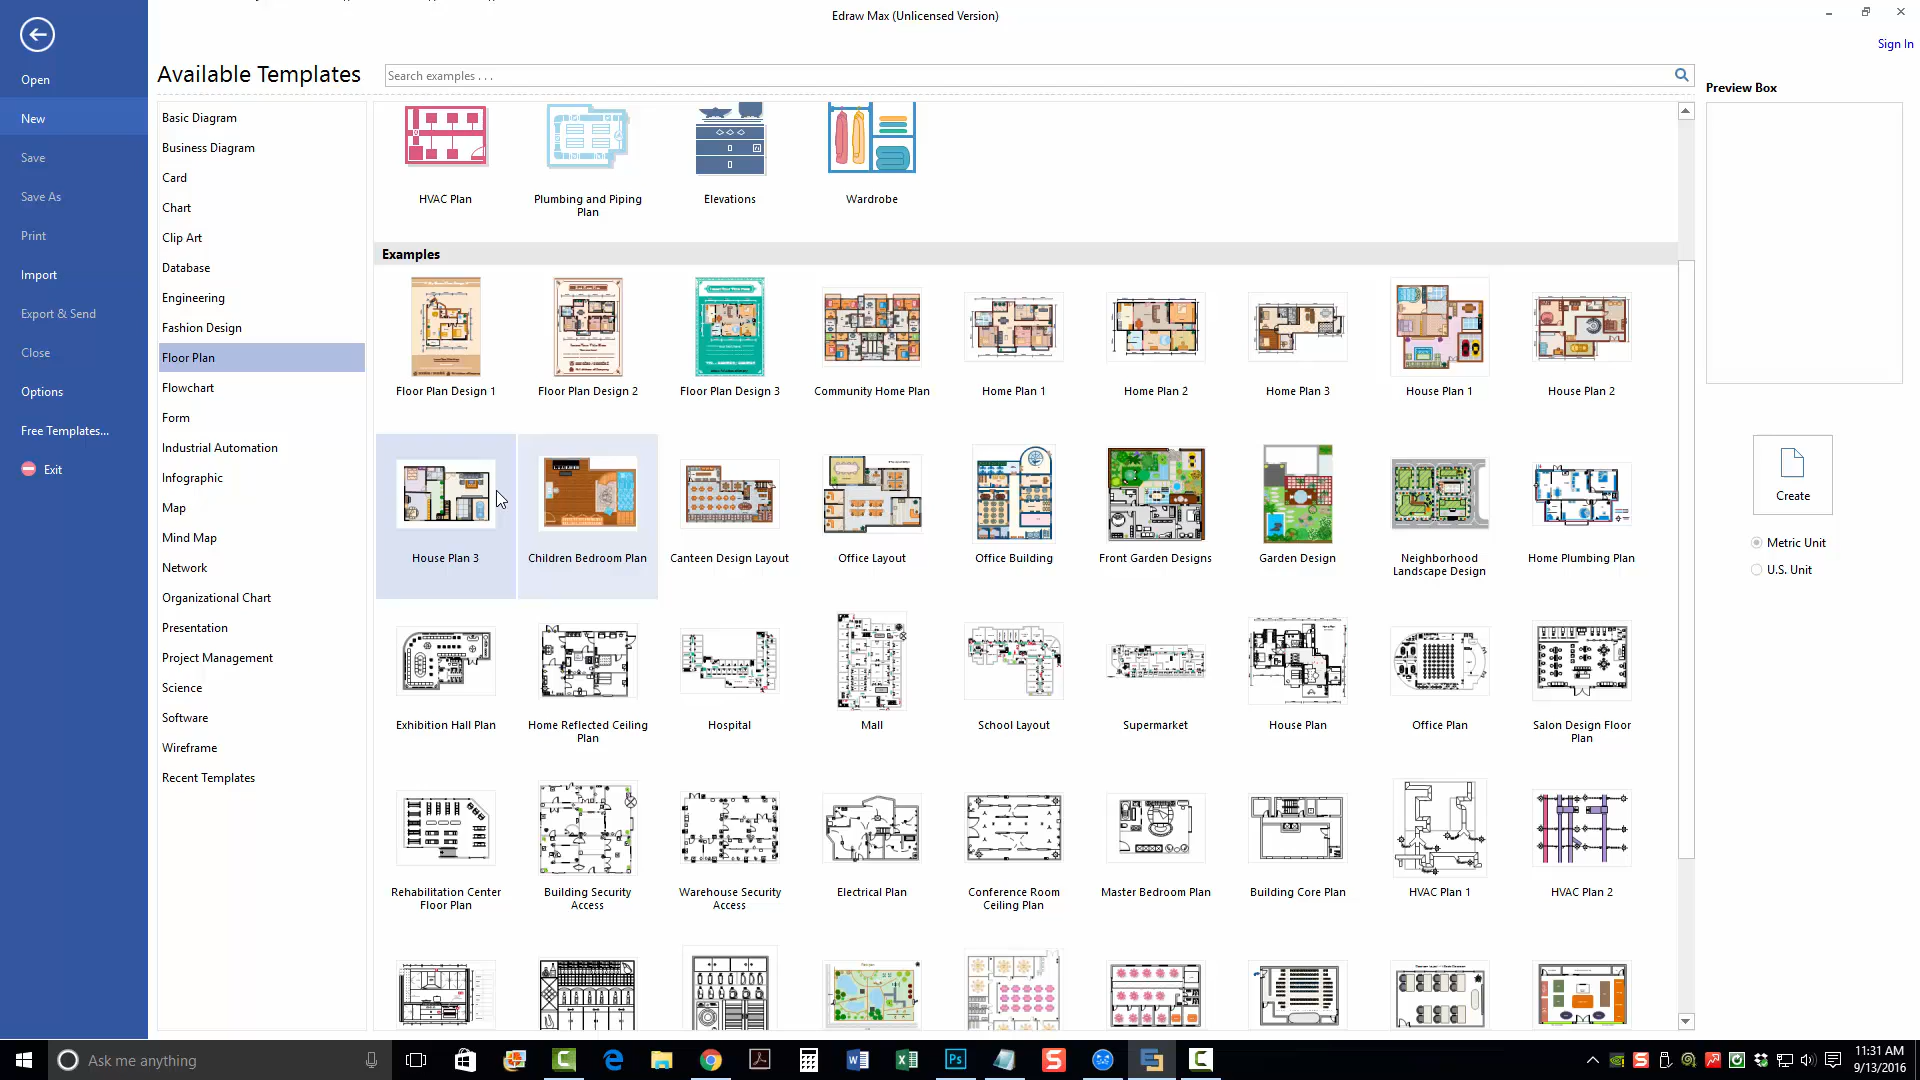 Edraw Max (Unlicensed Version)
Sign In
Open
New
Save
Save As
Print
Import
Export & Send
Close
Options
Free Templates...
Exit
Available Templates
Search examples . . .
Basic Diagram
Business Diagram
Card
Chart
Clip Art
Database
Engineering
Fashion Design
Floor Plan
Flowchart
Form
Industrial Automation
Infographic
Map
Mind Map
Network
Organizational Chart
Presentation
Project Management
Science
Software
Wireframe
Recent Templates
HVAC Plan
Plumbing and Piping
Plan
Elevations
Wardrobe
Examples
Floor Plan Design 1
Floor Plan Design 2
Floor Plan Design 3
Community Home Plan
Home Plan 1
Home Plan 2
Home Plan 3
House Plan 1
House Plan 2
House Plan 3
Children Bedroom Plan
Canteen Design Layout
Office Layout
Office Building
Front Garden Designs
Garden Design
Neighborhood
Landscape Design
Home Plumbing Plan
Exhibition Hall Plan
Home Reflected Ceiling
Plan
Hospital
Mall
School Layout
Supermarket
House Plan
Office Plan
Salon Design Floor
Plan
Rehabilitation Center
Floor Plan
Building Security
Access
Warehouse Security
Access
Electrical Plan
Conference Room
Ceiling Plan
Master Bedroom Plan
Building Core Plan
HVAC Plan 1
HVAC Plan 2
Preview Box
Create
Metric Unit
U.S. Unit
Ask me anything
11:31 AM
9/13/2016